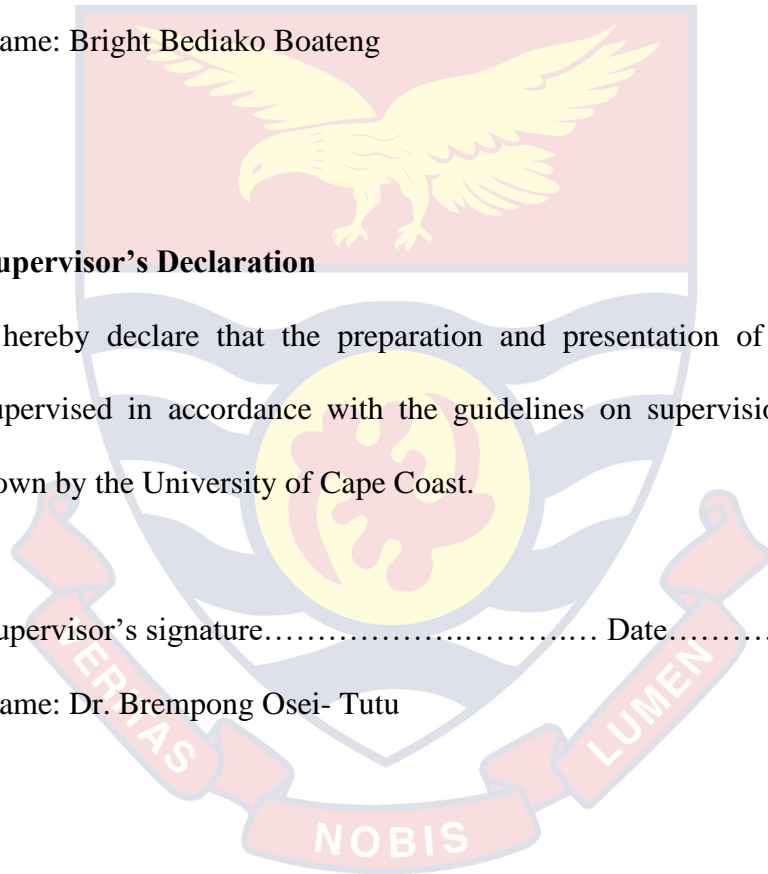 ame: Bright Bediako Boateng
upervisor’s Declaration
hereby declare that the preparation and presentation of
upervised in accordance with the guidelines on supervisio
own by the University of Cape Coast.
upervisor’s signature………………..……….… Date………..
ame: Dr. Brempong Osei- Tutu
VERITAS
NOBIS
LUMEN